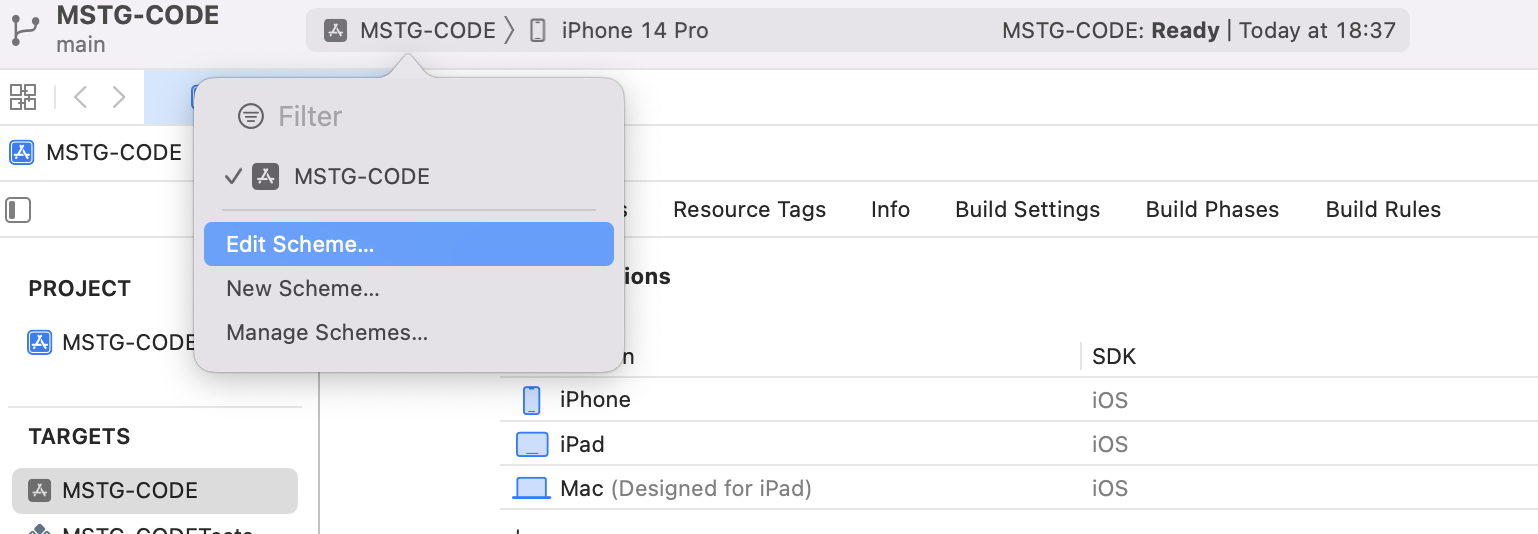 MSTG-CODE
main
MSTG-CODE
iPhone 14 Pro
MSTG-CODE: Ready | Today at 18:37
Filter
MSTG-CODE
Edit Scheme...
New Scheme...
Manage Schemes...
MSTG-CODE
Resource Tags
Info
Build Settings
Build Phases
Build Rules
PROJECT
MSTG-CODE
TARGETS
MSTG-CODE
SDK
iPhone
iOS
iPad
iOS
Mac (Designed for iPad)
iOS